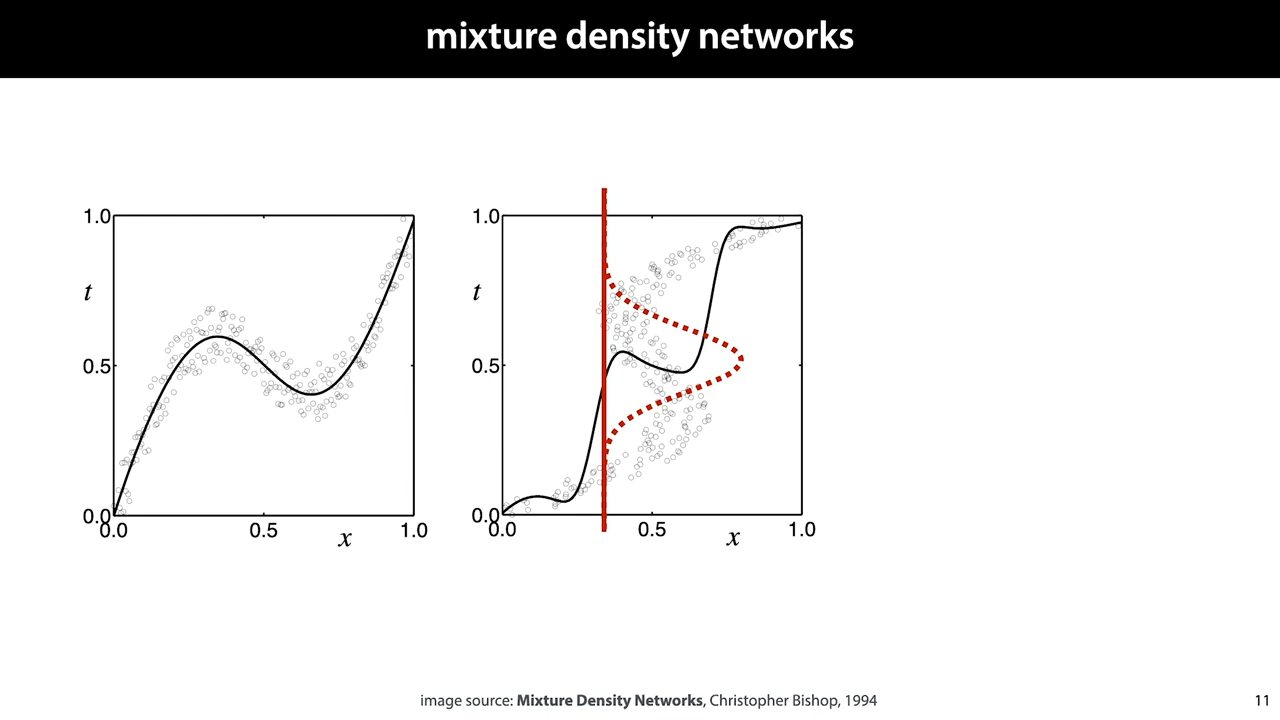 mixture density networks
1.0
t
0.5
0.0
0.0 0.5 1.0
x
1.0
t
0.5
0.0
0.0 0.5 1.0
x
image source: Mixture Density Networks, Christopher Bishop, 1994
11